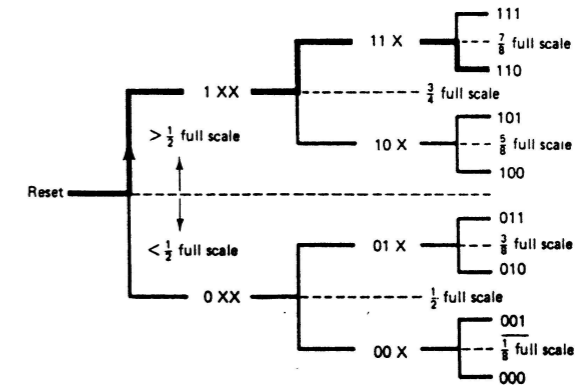 111
11 X
7/8 full scale
110
1 XX
3/4 full scale
101
> 1/2 full scale
10 X
5/8 full scale
100
Reset
011
< 1/2 full scale
01 X
3/8 full scale
010
0 XX
1/2 full scale
001
00 X
1/8 full scale
000